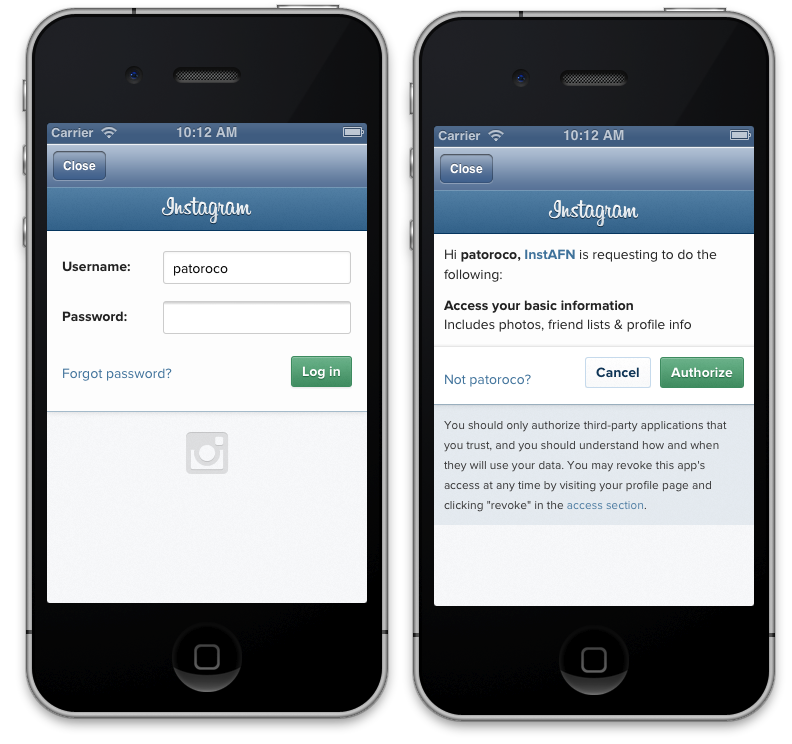 Carrier 10:12 AM
Close
Instagram
Username: patoroco
Password:
Forgot password? Log in
Carrier 10:12 AM
Close
Instagram
Hi patoroco, InstAFN is requesting to do the
following:
Access your basic information
Includes photos, friend lists & profile info
Not patoroco? Cancel Authorize
You should only authorize third-party applications that
you trust, and you should understand how and when
they will use your data. You may revoke this app's
access at any time by visiting your profile page and
clicking "revoke" in the access section.